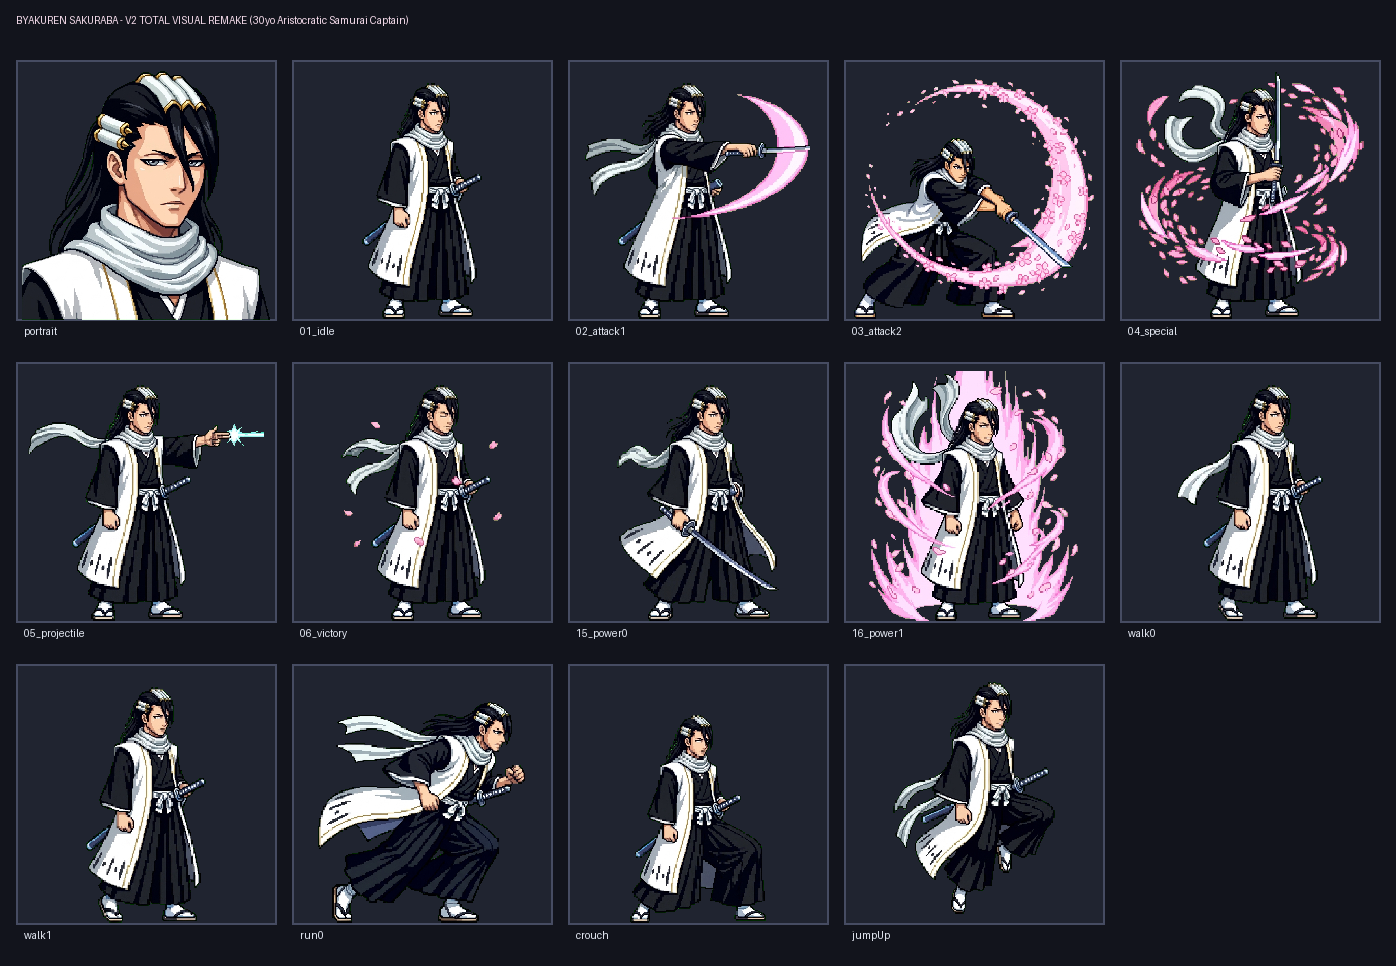 BYAKUREN SAKURABA - V2 TOTAL VISUAL REMAKE (30yo Aristocratic Samurai Captain)
portrait
01_idle
02_attack1
03_attack2
04_special
05_projectile
06_victory
15_power0
16_power1
walk0
walk1
run0
crouch
jumpUp